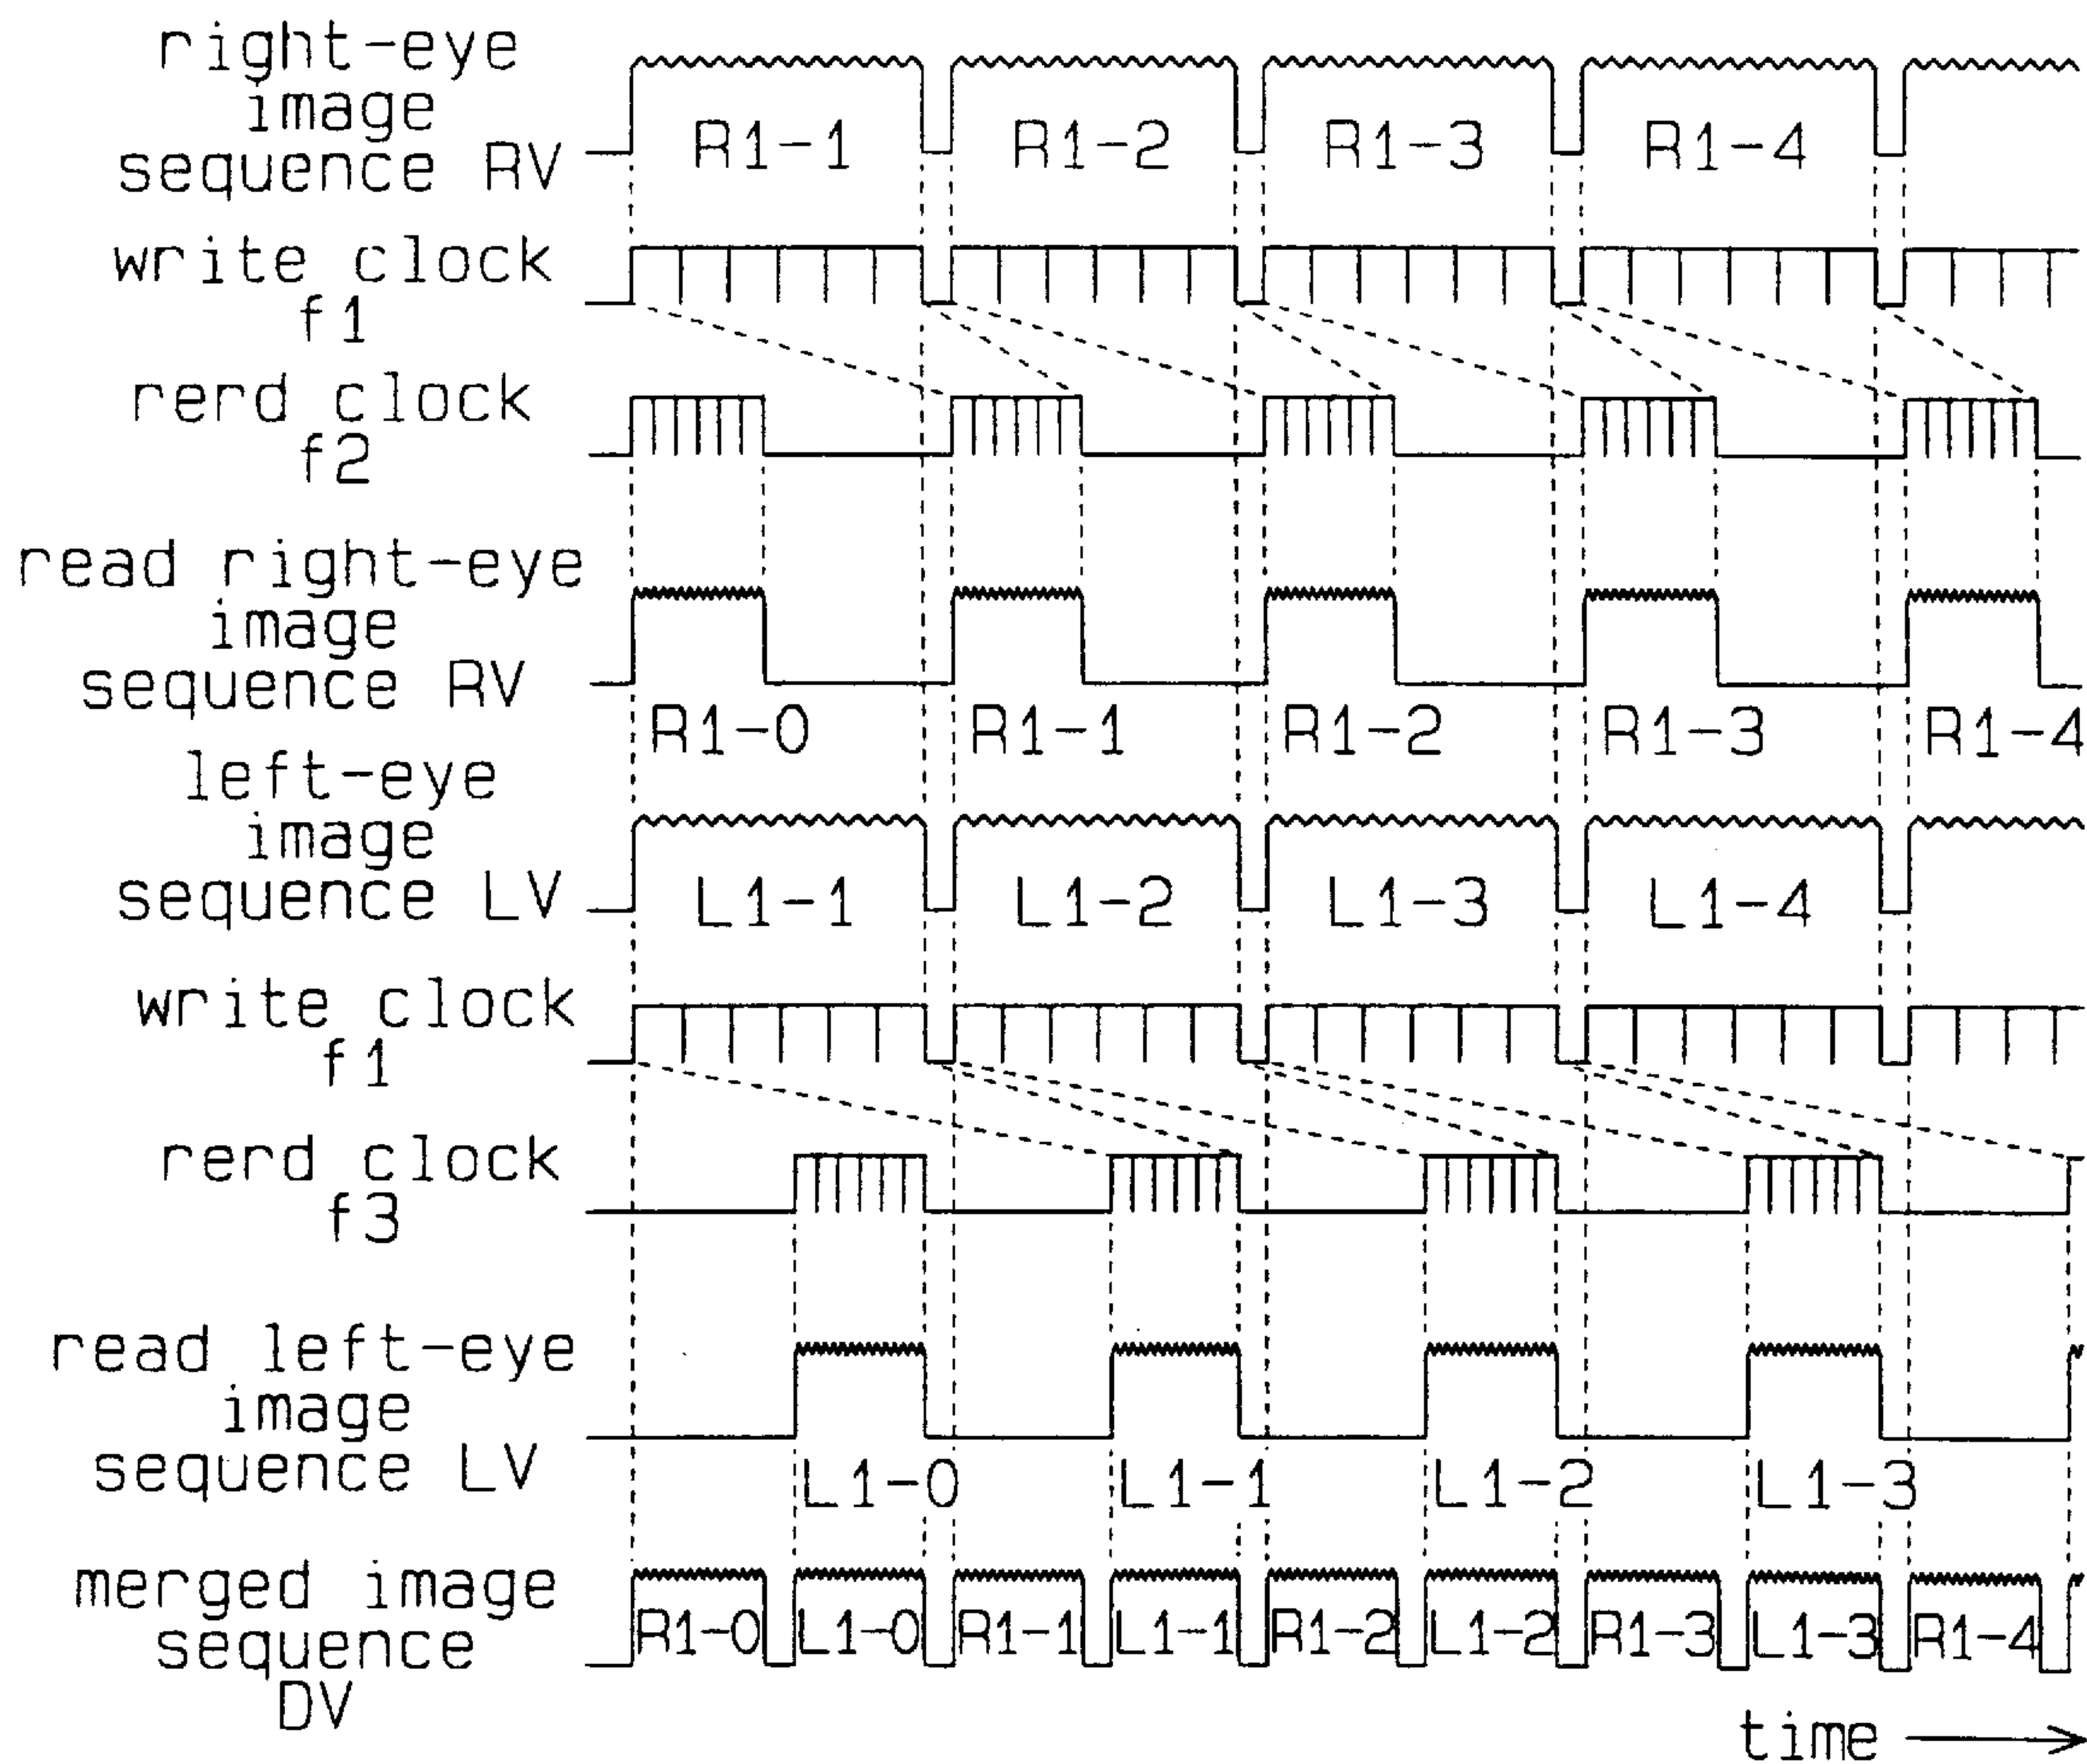 right-eye
image
sequence RV
R1-1 R1-2 R1-3 R1-4
write clock
f1
rerd clock
f2
read right-eye
image
sequence RV
R1-0 R1-1 R1-2 R1-3 R1-4
left-eye
image
sequence LV
L1-1 L1-2 L1-3 L1-4
write clock
f1
rerd clock
f3
read left-eye
image
sequence LV
L1-0 L1-1 L1-2 L1-3
merged image
sequence
DV
R1-0 L1-0 R1-1 L1-1 R1-2 L1-2 R1-3 L1-3 R1-4
time